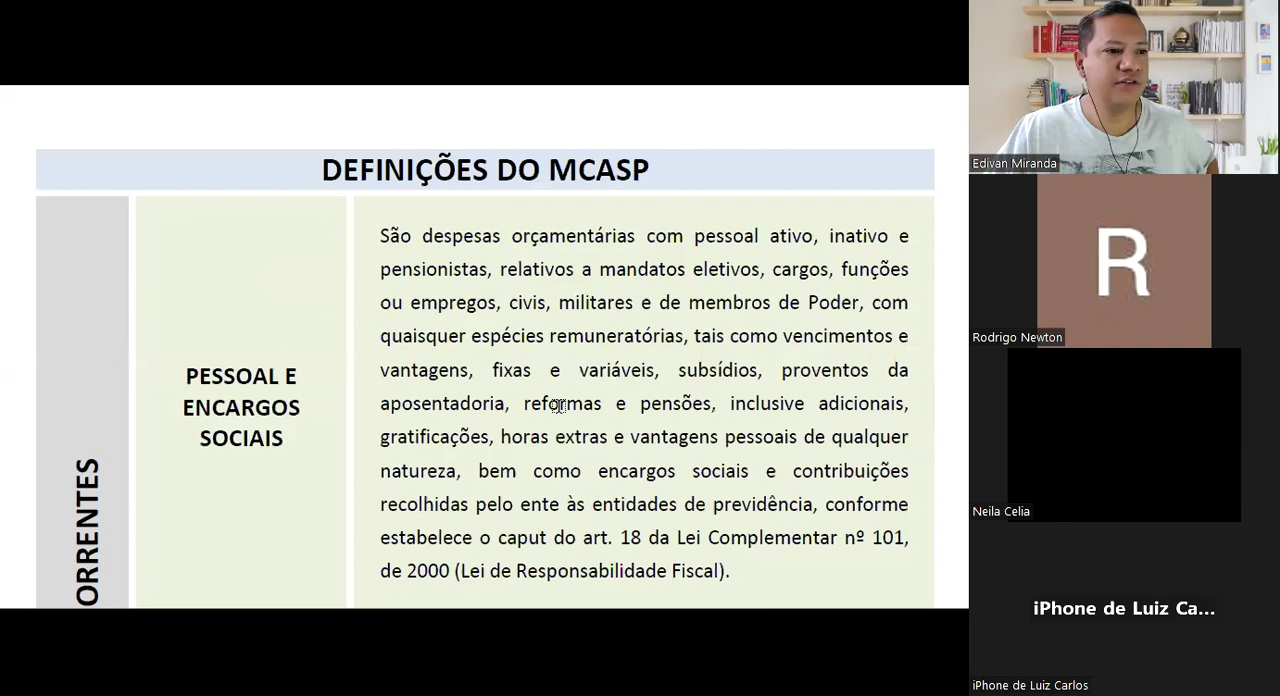 DEFINIÇÕES DO MCASP
ORRENTES
PESSOAL E
ENCARGOS
SOCIAIS
São despesas orçamentárias com pessoal ativo, inativo e
pensionistas, relativos a mandatos eletivos, cargos, funções
ou empregos, civis, militares e de membros de Poder, com
quaisquer espécies remuneratórias, tais como vencimentos e
vantagens, fixas e variáveis, subsídios, proventos da
aposentadoria, reformas e pensões, inclusive adicionais,
gratificações, horas extras e vantagens pessoais de qualquer
natureza, bem como encargos sociais e contribuições
recolhidas pelo ente às entidades de previdência, conforme
estabelece o caput do art. 18 da Lei Complementar nº 101,
de 2000 (Lei de Responsabilidade Fiscal).
Edivan Miranda
R
Rodrigo Newton
Neila Celia
iPhone de Luiz Ca...
iPhone de Luiz Carlos